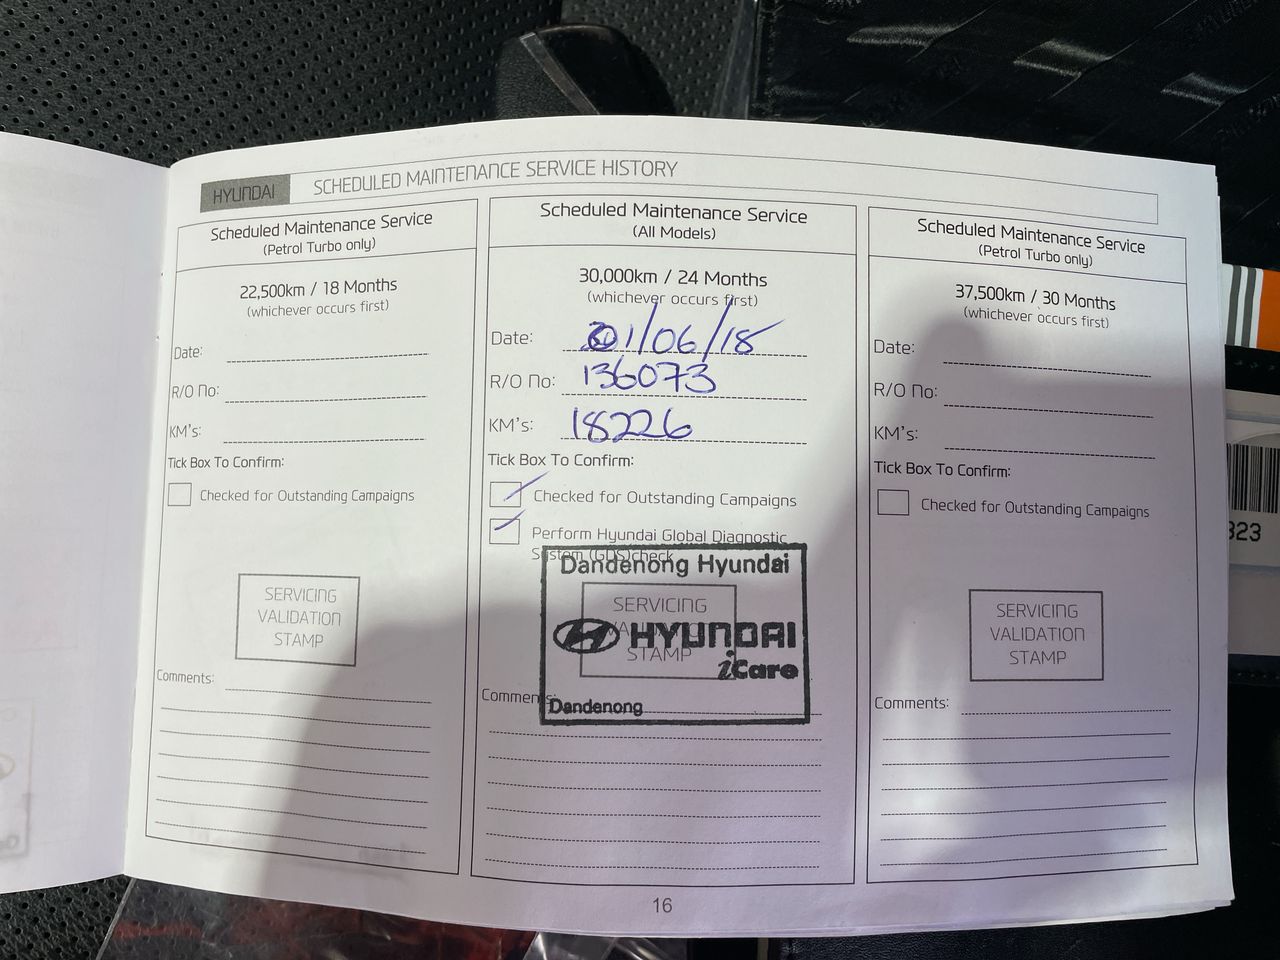 HYUNDAI SCHEDULED MAINTENANCE SERVICE HISTORY
Scheduled Maintenance Service
(Petrol Turbo only)
22,500km / 18 Months
(whichever occurs first)
Date:
R/O No:
KM's:
Tick Box To Confirm:
Checked for Outstanding Campaigns
SERVICING
VALIDATION
STAMP
Comments:
Scheduled Maintenance Service
(All Models)
30,000km / 24 Months
(whichever occurs first)
Date: 01/06/18
R/O No: 136073
KM's: 18226
Tick Box To Confirm:
Checked for Outstanding Campaigns
Perform Hyundai Global Diagnostic
System (GDS)check
Dandenong Hyundai
SERVICING
VALIDATION
STAMP
HYUNDAI
iCare
Comments:
Dandenong
Scheduled Maintenance Service
(Petrol Turbo only)
37,500km / 30 Months
(whichever occurs first)
Date:
R/O No:
KM's:
Tick Box To Confirm:
Checked for Outstanding Campaigns
SERVICING
VALIDATION
STAMP
Comments:
16
323